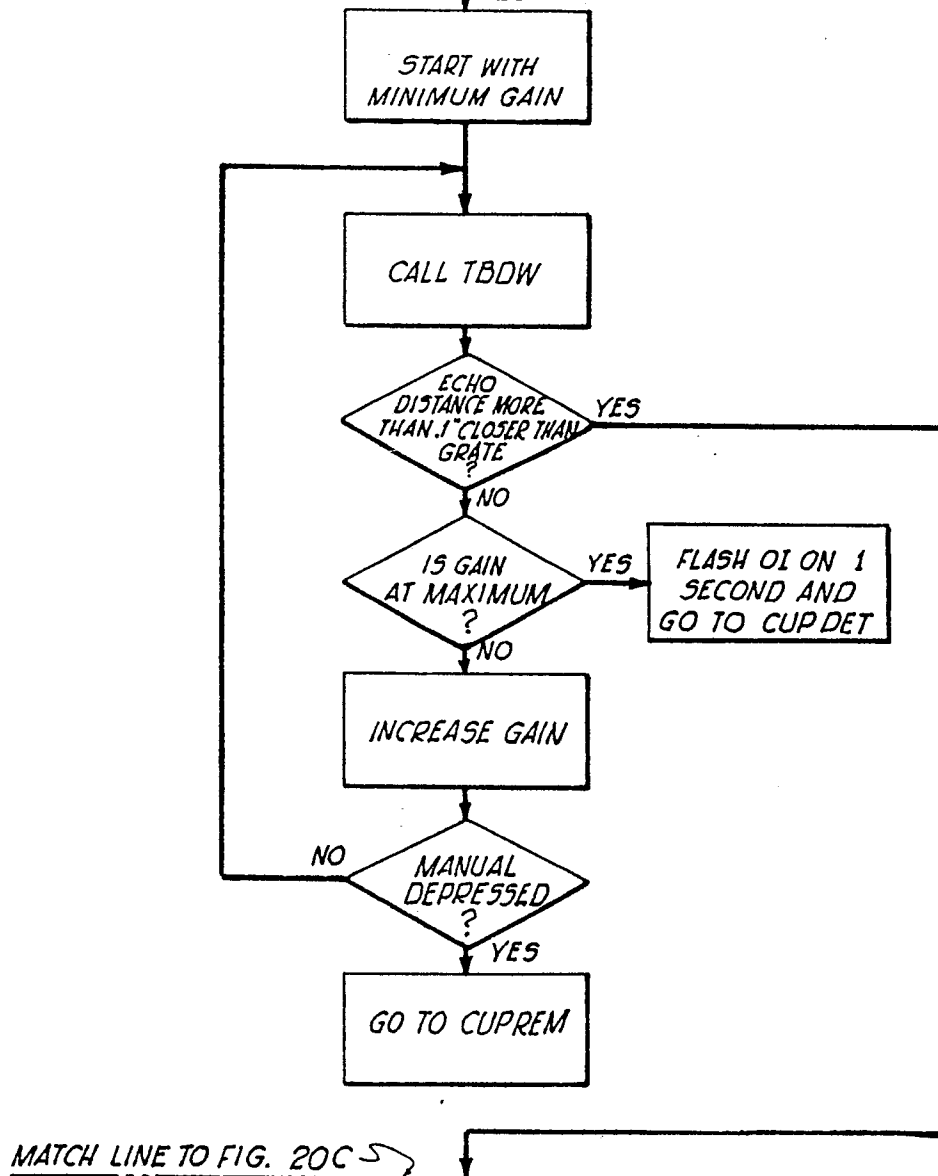 START WITH
MINIMUM GAIN
CALL TBDW
ECHO
DISTANCE MORE
THAN .1" CLOSER THAN
GRATE
?
YES
NO
IS GAIN
AT MAXIMUM
?
YES
FLASH OI ON 1
SECOND AND
GO TO CUP DET
NO
INCREASE GAIN
NO
MANUAL
DEPRESSED
?
YES
GO TO CUPREM
MATCH LINE TO FIG. 20C